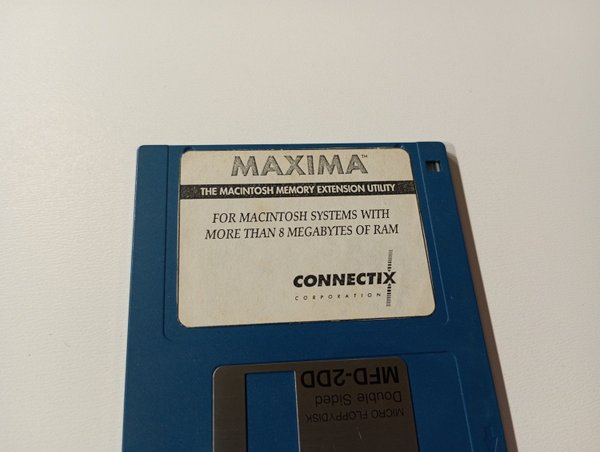 MAXIMA™
THE MACINTOSH MEMORY EXTENSION UTILITY
FOR MACINTOSH SYSTEMS WITH
MORE THAN 8 MEGABYTES OF RAM
CONNECTIX
CORPORATION
MFD-2DD
Double Sided
MICRO FLOPPYDISK